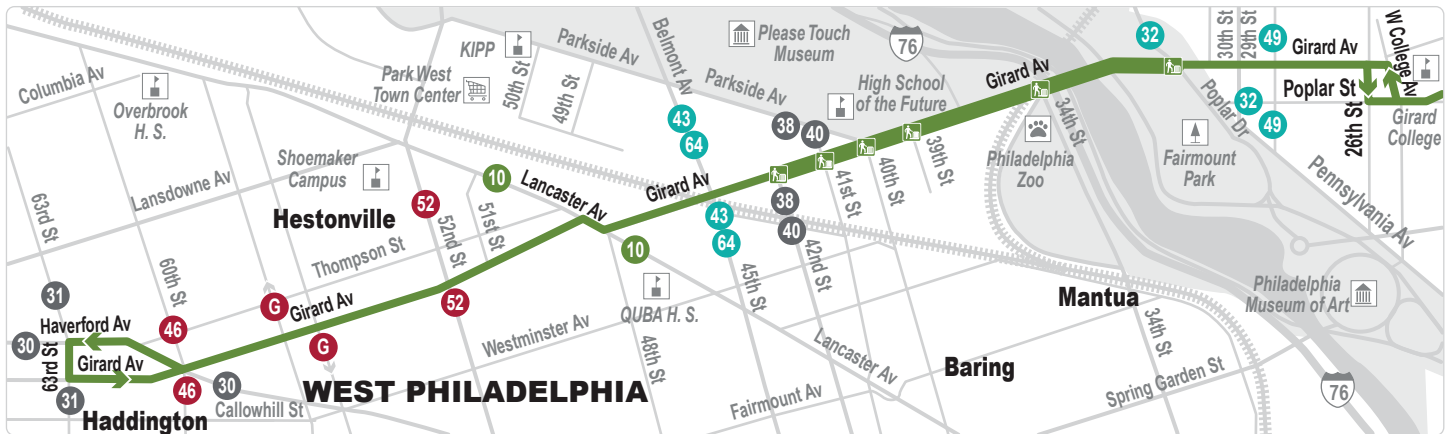 KIPP
Columbia Av
Overbrook
H. S.
Park West
Town Center
50th St
49th St
Parkside Av
Belmont Av
Please Touch
Museum
76
Parkside Av
High School
of the Future
Girard Av
32
30th St
29th St
49
Girard Av
W College Av
Poplar St
32
49
26th St
Girard
College
Poplar Dr
Fairmount
Park
Pennsylvania Av
34th St
Philadelphia
Zoo
39th St
40th St
41st St
38
40
43
64
Girard Av
38
40
42nd St
43
64
45th St
Lancaster Av
10
10
Shoemaker
Campus
Lansdowne Av
Hestonville
52
52nd St
51st St
52
Thompson St
63rd St
60th St
31
Haverford Av
30
63rd St
Girard Av
31
46
46
30
G
Girard Av
G
Haddington
Callowhill St
WEST PHILADELPHIA
Westminster Av
QUBA H. S.
48th St
Fairmount Av
Lancaster Av
Baring
Mantua
34th St
Spring Garden St
Philadelphia
Museum of Art
76